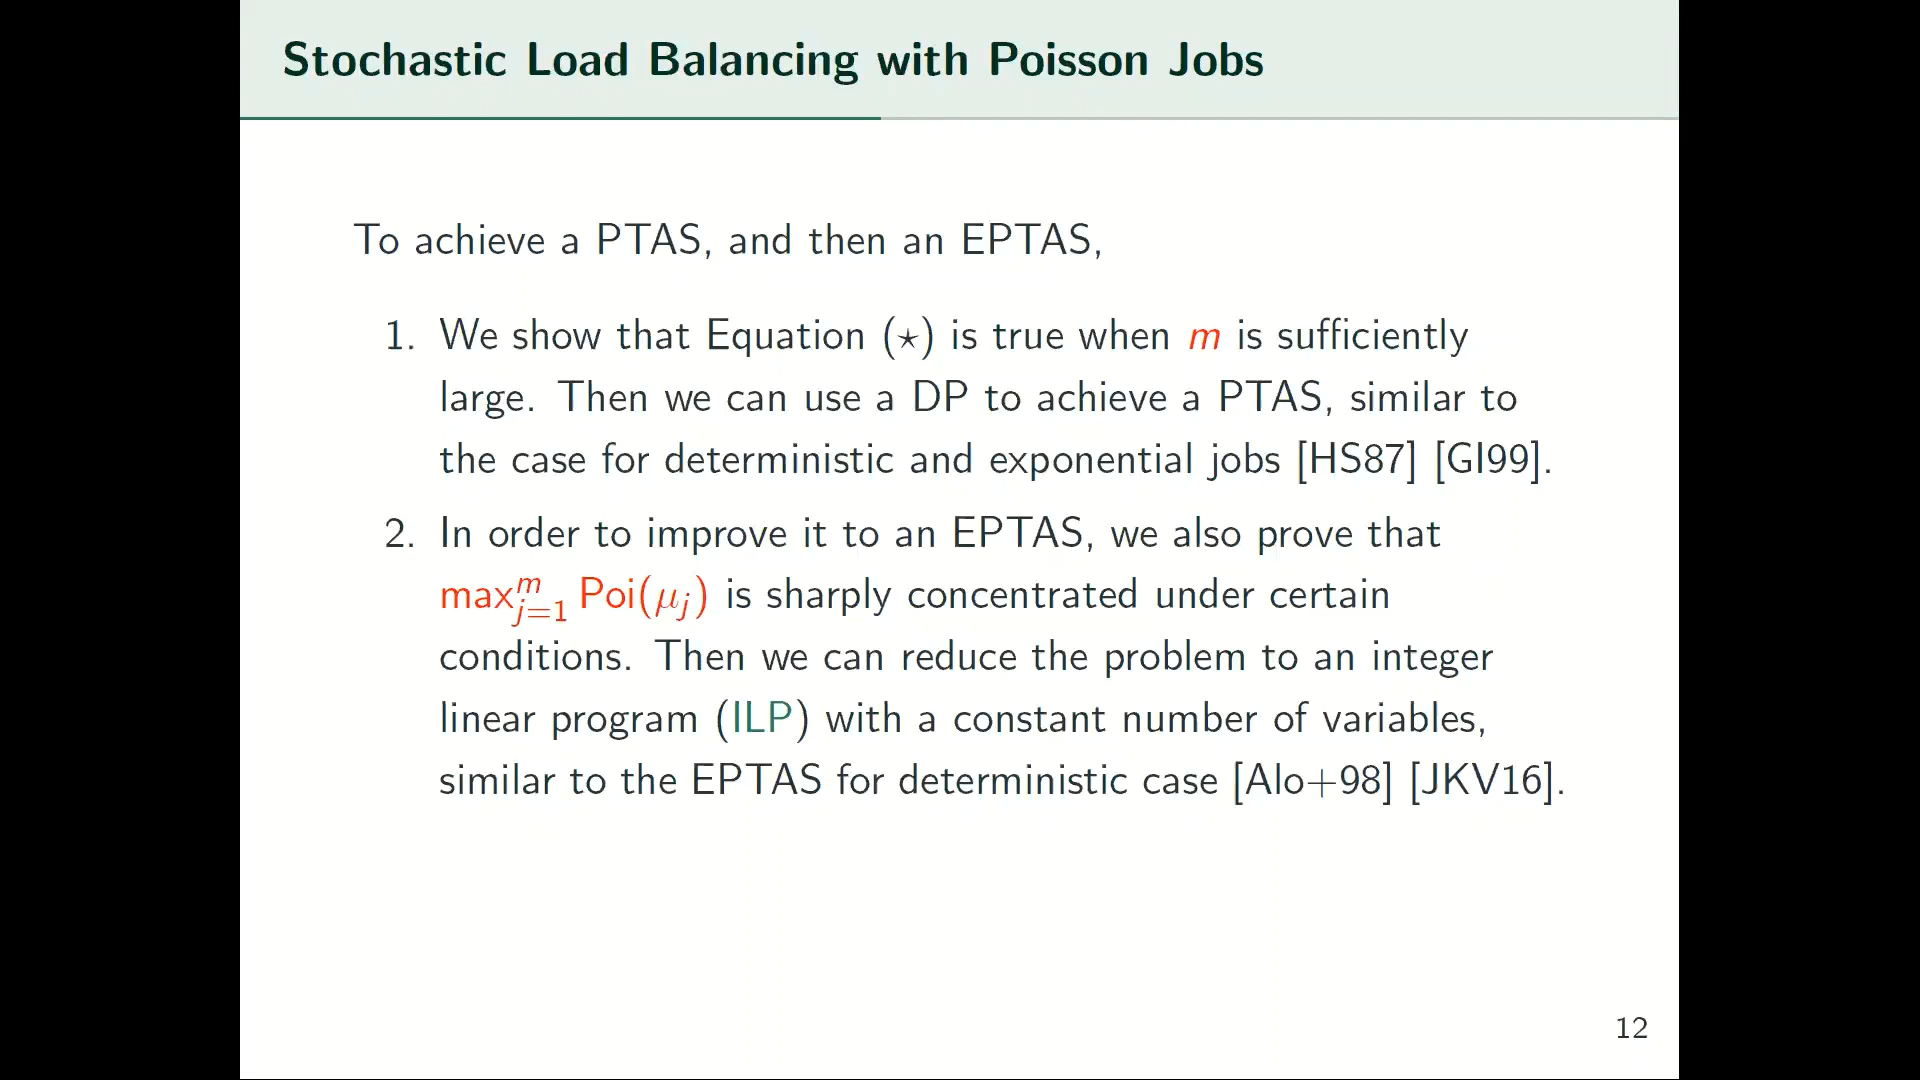 Stochastic Load Balancing with Poisson Jobs
To achieve a PTAS, and then an EPTAS,
1. We show that Equation (⋆) is true when m is sufficiently
large. Then we can use a DP to achieve a PTAS, similar to
the case for deterministic and exponential jobs [HS87] [GI99].
2. In order to improve it to an EPTAS, we also prove that
max_{j=1}^{m} Poi(μ_j) is sharply concentrated under certain
conditions. Then we can reduce the problem to an integer
linear program (ILP) with a constant number of variables,
similar to the EPTAS for deterministic case [Alo+98] [JKV16].
12